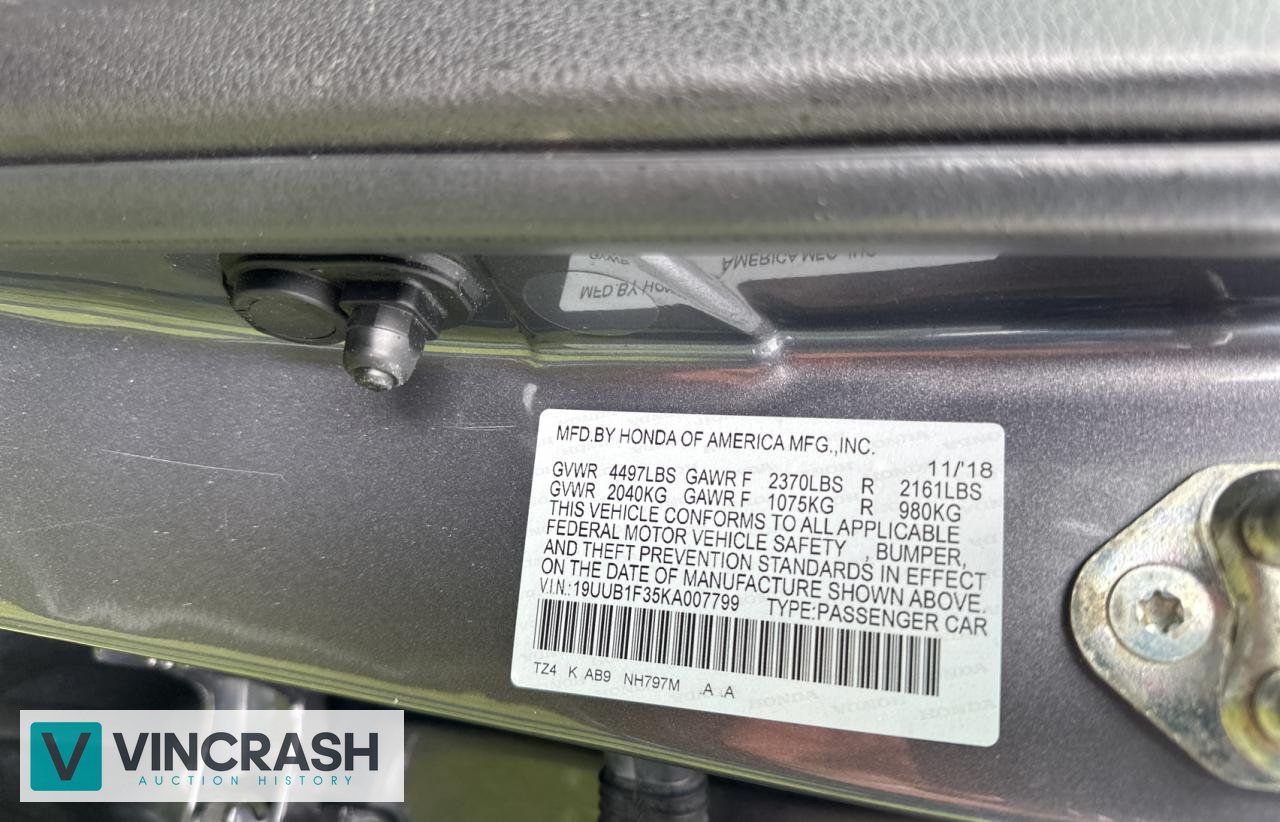 MFD.BY HONDA OF AMERICA MFG.,INC.
11/'18
GVWR 4497LBS GAWR F 2370LBS R 2161LBS
GVWR 2040KG GAWR F 1075KG R 980KG
THIS VEHICLE CONFORMS TO ALL APPLICABLE
FEDERAL MOTOR VEHICLE SAFETY , BUMPER,
AND THEFT PREVENTION STANDARDS IN EFFECT
ON THE DATE OF MANUFACTURE SHOWN ABOVE.
V.I.N.:19UUB1F35KA007799 TYPE:PASSENGER CAR
TZ4 K AB9 NH797M .A .A
V VINCRASH
AUCTION HISTORY